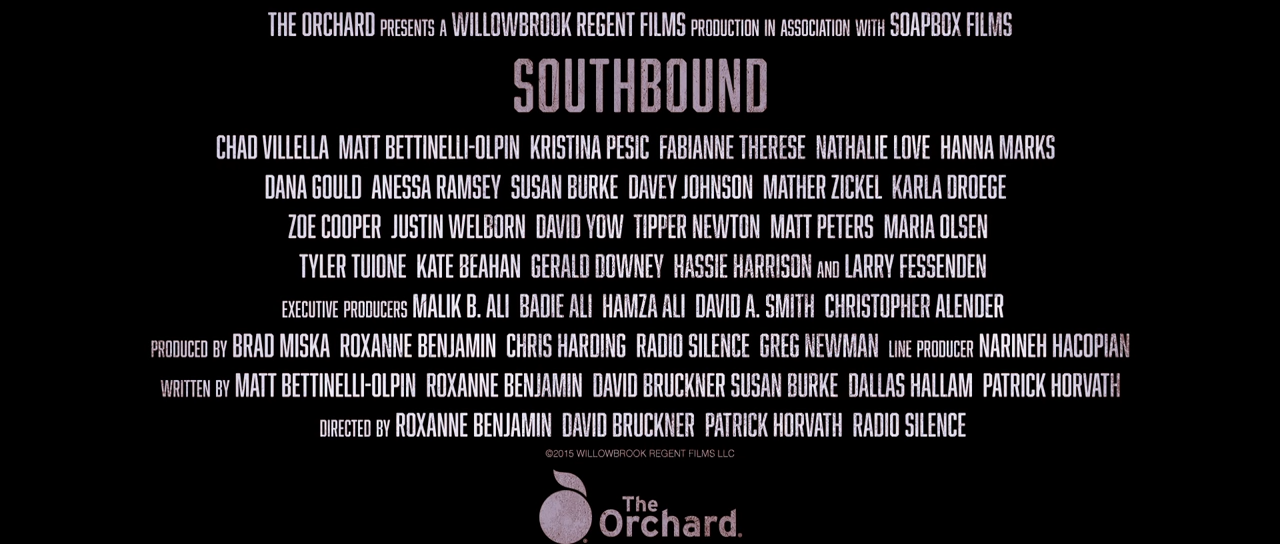 THE ORCHARD PRESENTS A WILLOWBROOK REGENT FILMS PRODUCTION IN ASSOCIATION WITH SOAPBOX FILMS
SOUTHBOUND
CHAD VILLELLA MATT BETTINELLI-OLPIN KRISTINA PESIC FABIANNE THERESE NATHALIE LOVE HANNA MARKS
DANA GOULD ANESSA RAMSEY SUSAN BURKE DAVEY JOHNSON MATHER ZICKEL KARLA DROEGE
ZOE COOPER JUSTIN WELBORN DAVID YOW TIPPER NEWTON MATT PETERS MARIA OLSEN
TYLER TUIONE KATE BEAHAN GERALD DOWNEY HASSIE HARRISON AND LARRY FESSENDEN
EXECUTIVE PRODUCERS MALIK B. ALI BADIE ALI HAMZA ALI DAVID A. SMITH CHRISTOPHER ALENDER
PRODUCED BY BRAD MISKA ROXANNE BENJAMIN CHRIS HARDING RADIO SILENCE GREG NEWMAN LINE PRODUCER NARINEH HACOPIAN
WRITTEN BY MATT BETTINELLI-OLPIN ROXANNE BENJAMIN DAVID BRUCKNER SUSAN BURKE DALLAS HALLAM PATRICK HORVATH
DIRECTED BY ROXANNE BENJAMIN DAVID BRUCKNER PATRICK HORVATH RADIO SILENCE
©2015 WILLOWBROOK REGENT FILMS LLC
The
Orchard.